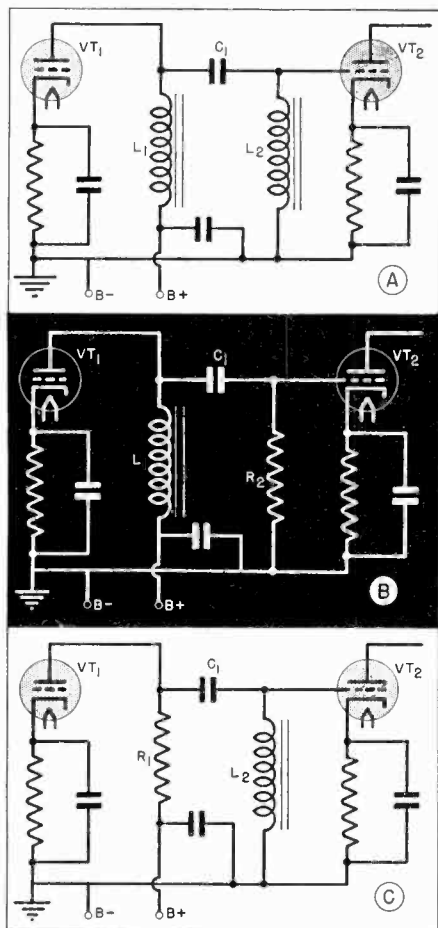 VT1 C1 VT2
L1 L2
B- B+
A
VT1 C1 VT2
L R2
B- B+
B
VT1 C1 VT2
R1 L2
B- B+
C